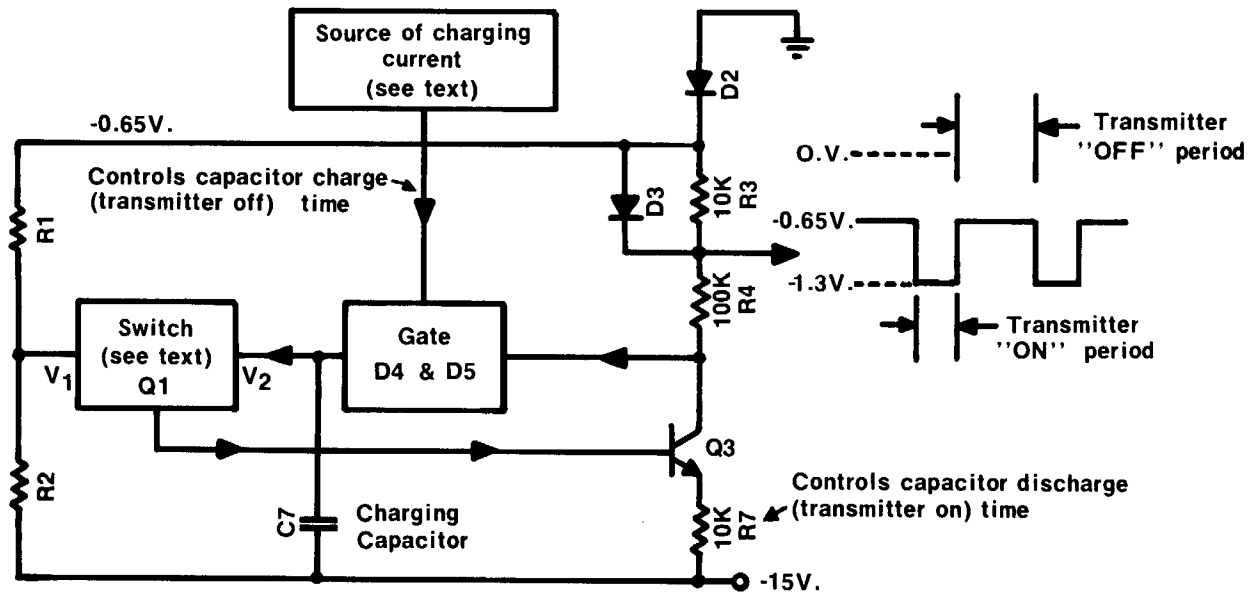 Source of charging
current
(see text)
D2
-0.65V.
Transmitter
"OFF" period
O.V.
Controls capacitor charge
(transmitter off) time
D3
10K
R3
R1
-0.65V.
-1.3V.
100K
R4
Switch
(see text)
Q1
V1
V2
Gate
D4 & D5
Transmitter
"ON" period
Q3
R2
C7
Charging
Capacitor
10K
R7
Controls capacitor discharge
(transmitter on) time
-15V.